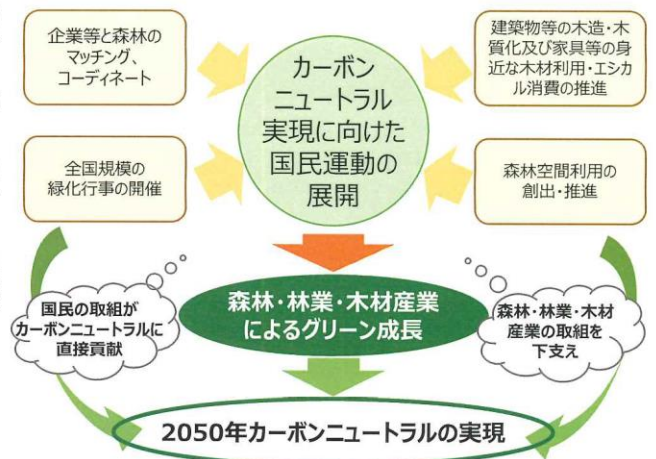 企業等と森林の
マッチング、
コーディネート
全国規模の
緑化行事の開催
カーボン
ニュートラル
実現に向けた
国民運動の
展開
建築物等の木造・木
質化及び家具等の身
近な木材利用・エシカ
ル消費の推進
森林空間利用の
創出・推進
国民の取組が
カーボンニュートラルに
直接貢献
森林・林業・木材産業
によるグリーン成長
森林・林業・木材
産業の取組を
下支え
2050年カーボンニュートラルの実現